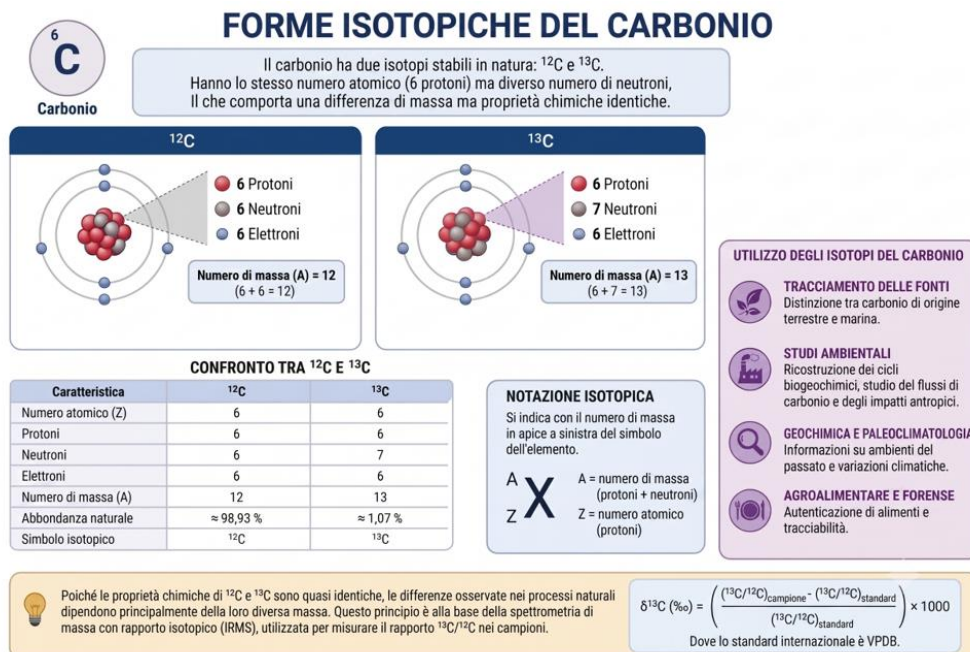 FORME ISOTOPICHE DEL CARBONIO
6
C
Carbonio
Il carbonio ha due isotopi stabili in natura: ¹²C e ¹³C.
Hanno lo stesso numero atomico (6 protoni) ma diverso numero di neutroni,
Il che comporta una differenza di massa ma proprietà chimiche identiche.
¹²C
6 Protoni
6 Neutroni
6 Elettroni
Numero di massa (A) = 12
(6 + 6 = 12)
¹³C
6 Protoni
7 Neutroni
6 Elettroni
Numero di massa (A) = 13
(6 + 7 = 13)
CONFRONTO TRA ¹²C E ¹³C
Caratteristica ¹²C ¹³C
Numero atomico (Z) 6 6
Protoni 6 6
Neutroni 6 7
Elettroni 6 6
Numero di massa (A) 12 13
Abbondanza naturale ≈ 98,93 % ≈ 1,07 %
Simbolo isotopico ¹²C ¹³C
NOTAZIONE ISOTOPICA
Si indica con il numero di massa
in apice a sinistra del simbolo
dell'elemento.
A
Z
X
A = numero di massa
(protoni + neutroni)
Z = numero atomico
(protoni)
UTILIZZO DEGLI ISOTOPI DEL CARBONIO
TRACCIAMENTO DELLE FONTI
Distinzione tra carbonio di origine
terrestre e marina.
STUDI AMBIENTALI
Ricostruzione dei cicli
biogeochimici, studio del flussi di
carbonio e degli impatti antropici.
GEOCHIMICA E PALEOCLIMATOLOGIA
Informazioni su ambienti del
passato e variazioni climatiche.
AGROALIMENTARE E FORENSE
Autenticazione di alimenti e
tracciabilità.
Poiché le proprietà chimiche di ¹²C e ¹³C sono quasi identiche, le differenze osservate nei processi naturali
dipendono principalmente della loro diversa massa. Questo principio è alla base della spettrometria di
massa con rapporto isotopico (IRMS), utilizzata per misurare il rapporto ¹³C/¹²C nei campioni.
δ¹³C (‰) = ( (¹³C/¹²C)campione - (¹³C/¹²C)standard / (¹³C/¹²C)standard ) × 1000
Dove lo standard internazionale è VPDB.